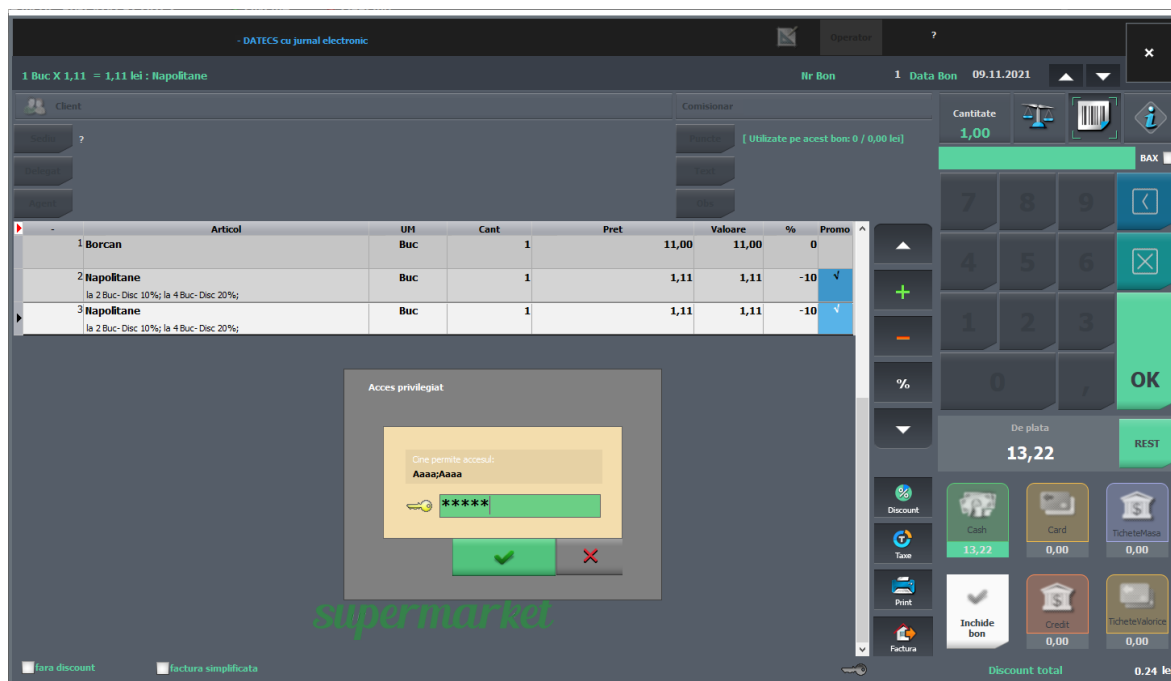 - DATECS cu jurnal electronic
Operator
?
×
1 Buc X 1,11 = 1,11 lei : Napolitane
Nr Bon
1 Data Bon 09.11.2021
Client
Comisionar
Cantitate
1,00
?
Puncte
[ Utilizate pe acest bon: 0 / 0,00 lei]
BAX
Delegat
Agent
7 8 9
- Articol UM Cant Pret Valoare % Promo
1 Borcan Buc 1 11,00 11,00 0
2 Napolitane Buc 1 1,11 1,11 -10 √
la 2 Buc- Disc 10%; la 4 Buc- Disc 20%;
3 Napolitane Buc 1 1,11 1,11 -10 √
la 2 Buc- Disc 10%; la 4 Buc- Disc 20%;
+
-
%
4 5 6
1 2 3
0 ,
OK
Acces privilegiat
Cine permite accesul:
Aaaa;Aaaa
*****
supermarket
De plata
13,22
REST
Discount
Taxe
Print
Factura
Cash
13,22
Card
0,00
TicheteMasa
0,00
Inchide
bon
Credit
0,00
TicheteValorice
0,00
fara discount
factura simplificata
Discount total
0.24 le